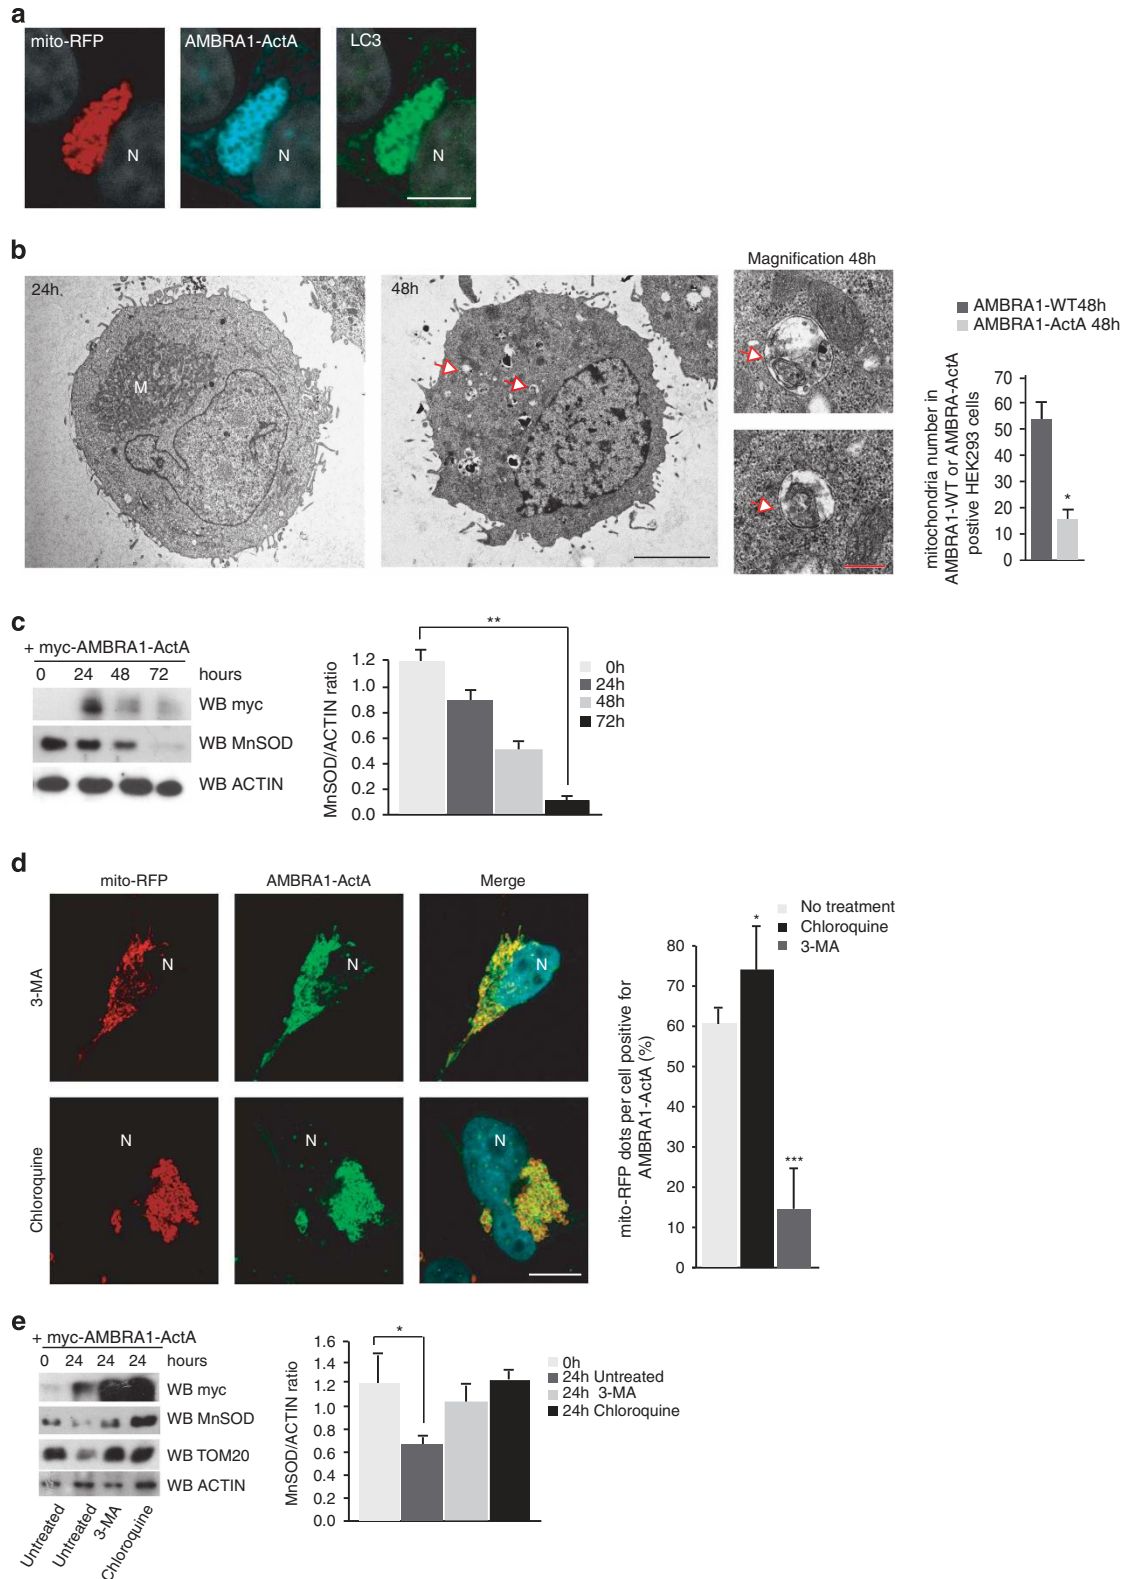 a
mito-RFP
AMBRA1-ActA
LC3
N
N
N
b
24h
M
48h
Magnification 48h
AMBRA1-WT48h
AMBRA1-ActA 48h
mitochondria number in
AMBRA1-WT or AMBRA-ActA
postive HEK293 cells
70
60
50
40
30
20
10
0
*
c
+ myc-AMBRA1-ActA
0 24 48 72 hours
WB myc
WB MnSOD
WB ACTIN
MnSOD/ACTIN ratio
1.2
1.0
0.8
0.6
0.4
0.2
0.0
**
0h
24h
48h
72h
d
mito-RFP
AMBRA1-ActA
Merge
3-MA
N
N
N
Chloroquine
N
N
N
No treatment
Chloroquine
3-MA
mito-RFP dots per cell positive for
AMBRA1-ActA (%)
80
70
60
50
40
30
20
10
0
*
***
e
+ myc-AMBRA1-ActA
0 24 24 24 hours
WB myc
WB MnSOD
WB TOM20
WB ACTIN
Untreated
Untreated
3-MA
Chloroquine
MnSOD/ACTIN ratio
1.6
1.4
1.2
1.0
0.8
0.6
0.4
0.2
0.0
*
0h
24h Untreated
24h 3-MA
24h Chloroquine